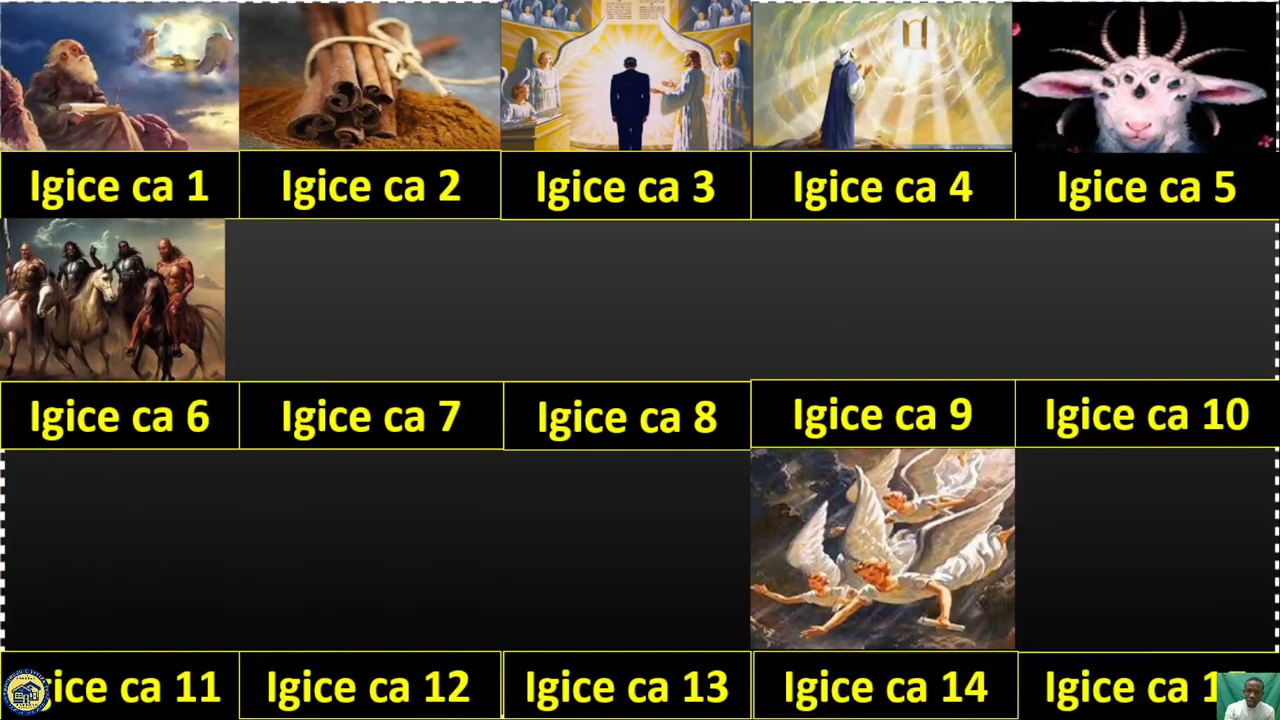 Igice ca 1
Igice ca 2
Igice ca 3
Igice ca 4
Igice ca 5
Igice ca 6
Igice ca 7
Igice ca 8
Igice ca 9
Igice ca 10
ice ca 11
Igice ca 12
Igice ca 13
Igice ca 14
Igice ca 1